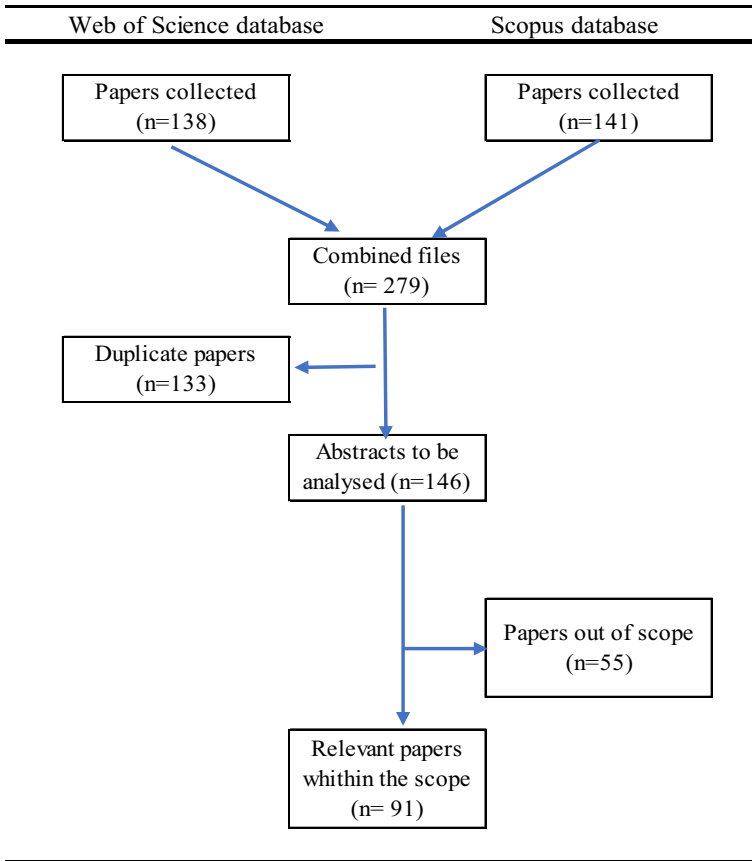 Web of Science database
Scopus database
Papers collected
(n=138)
Papers collected
(n=141)
Combined files
(n= 279)
Duplicate papers
(n=133)
Abstracts to be
analysed (n=146)
Papers out of scope
(n=55)
Relevant papers
whithin the scope
(n= 91)